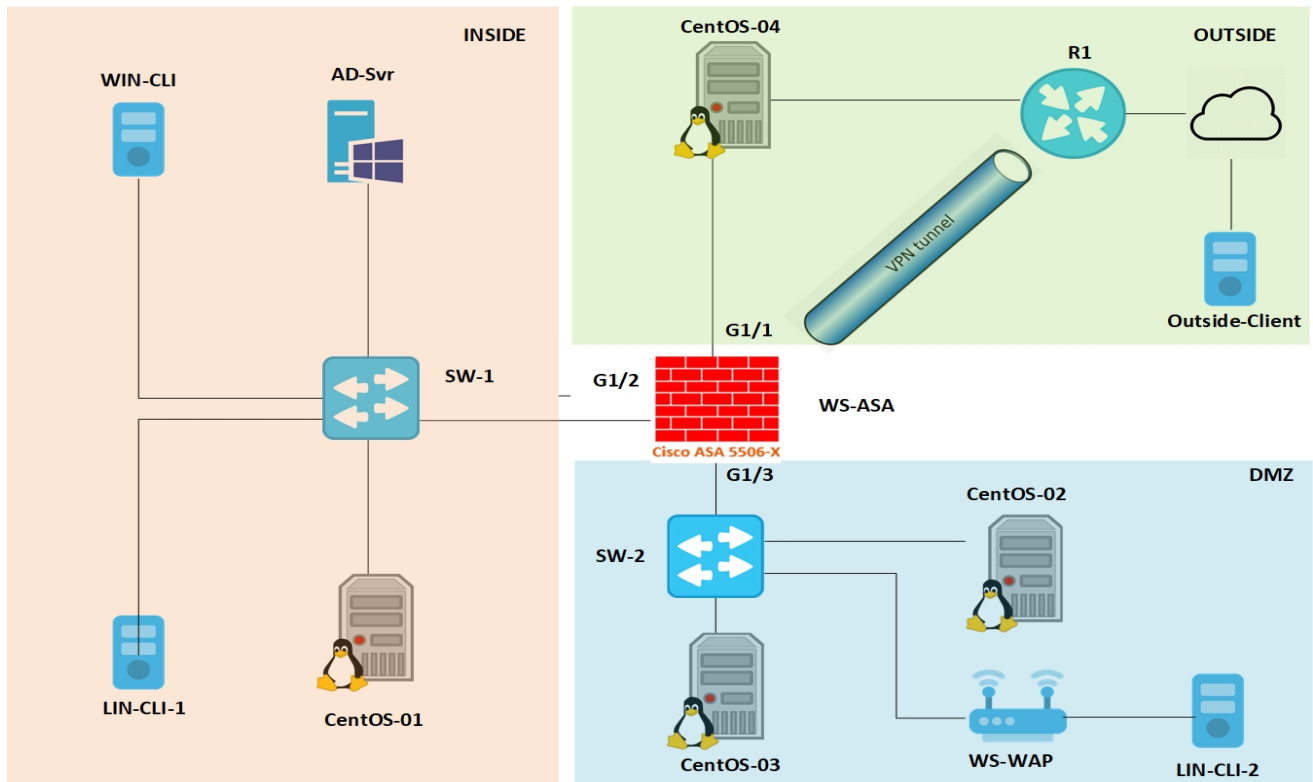 INSIDE
WIN-CLI
AD-Svr
SW-1
LIN-CLI-1
CentOS-01
CentOS-04
R1
OUTSIDE
VPN tunnel
Outside-Client
G1/1
G1/2
WS-ASA
Cisco ASA 5506-X
G1/3
DMZ
CentOS-02
SW-2
CentOS-03
WS-WAP
LIN-CLI-2